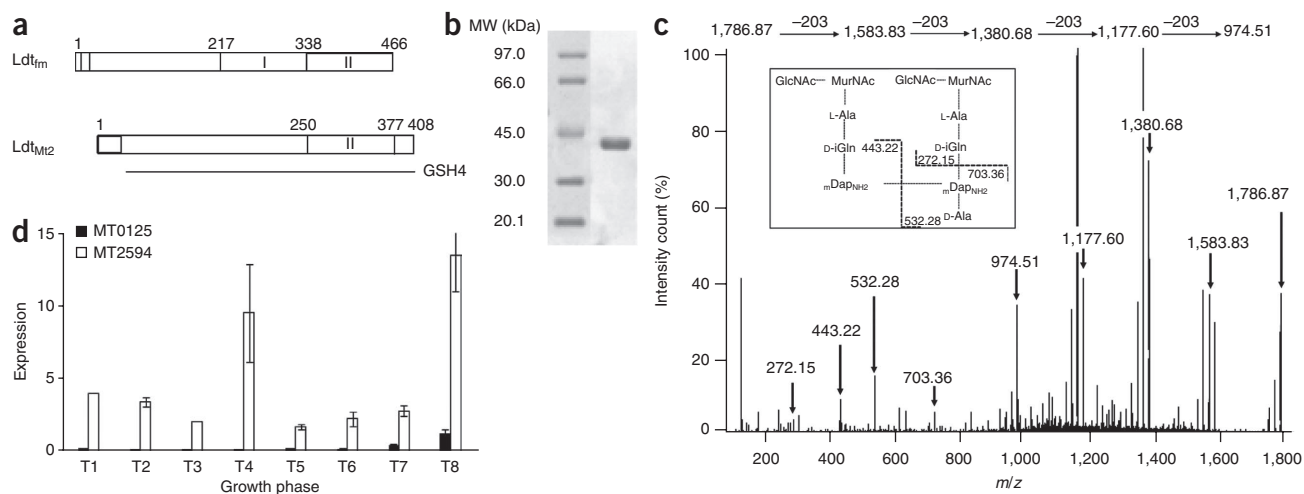 a
1 217 338 466
Ldtfm I II
1 250 377 408
LdtMt2 II
GSH4
b
MW (kDa)
97.0
66.0
45.0
30.0
20.1
c
–203 –203 –203 –203
1,786.87 1,583.83 1,380.68 1,177.60 974.51
100
80
60
40
20
0
Intensity count (%)
GlcNAc MurNAc GlcNAc MurNAc
L-Ala L-Ala
D-iGln 443.22 D-iGln
272.15
703.36
mDapNH2 mDapNH2
D-Ala
532.28
1,380.68
1,786.87
1,177.60
1,583.83
974.51
532.28
443.22
272.15
703.36
200 400 600 800 1,000 1,200 1,400 1,600 1,800
m/z
d
MT0125
MT2594
15
10
5
0
Expression
T1 T2 T3 T4 T5 T6 T7 T8
Growth phase